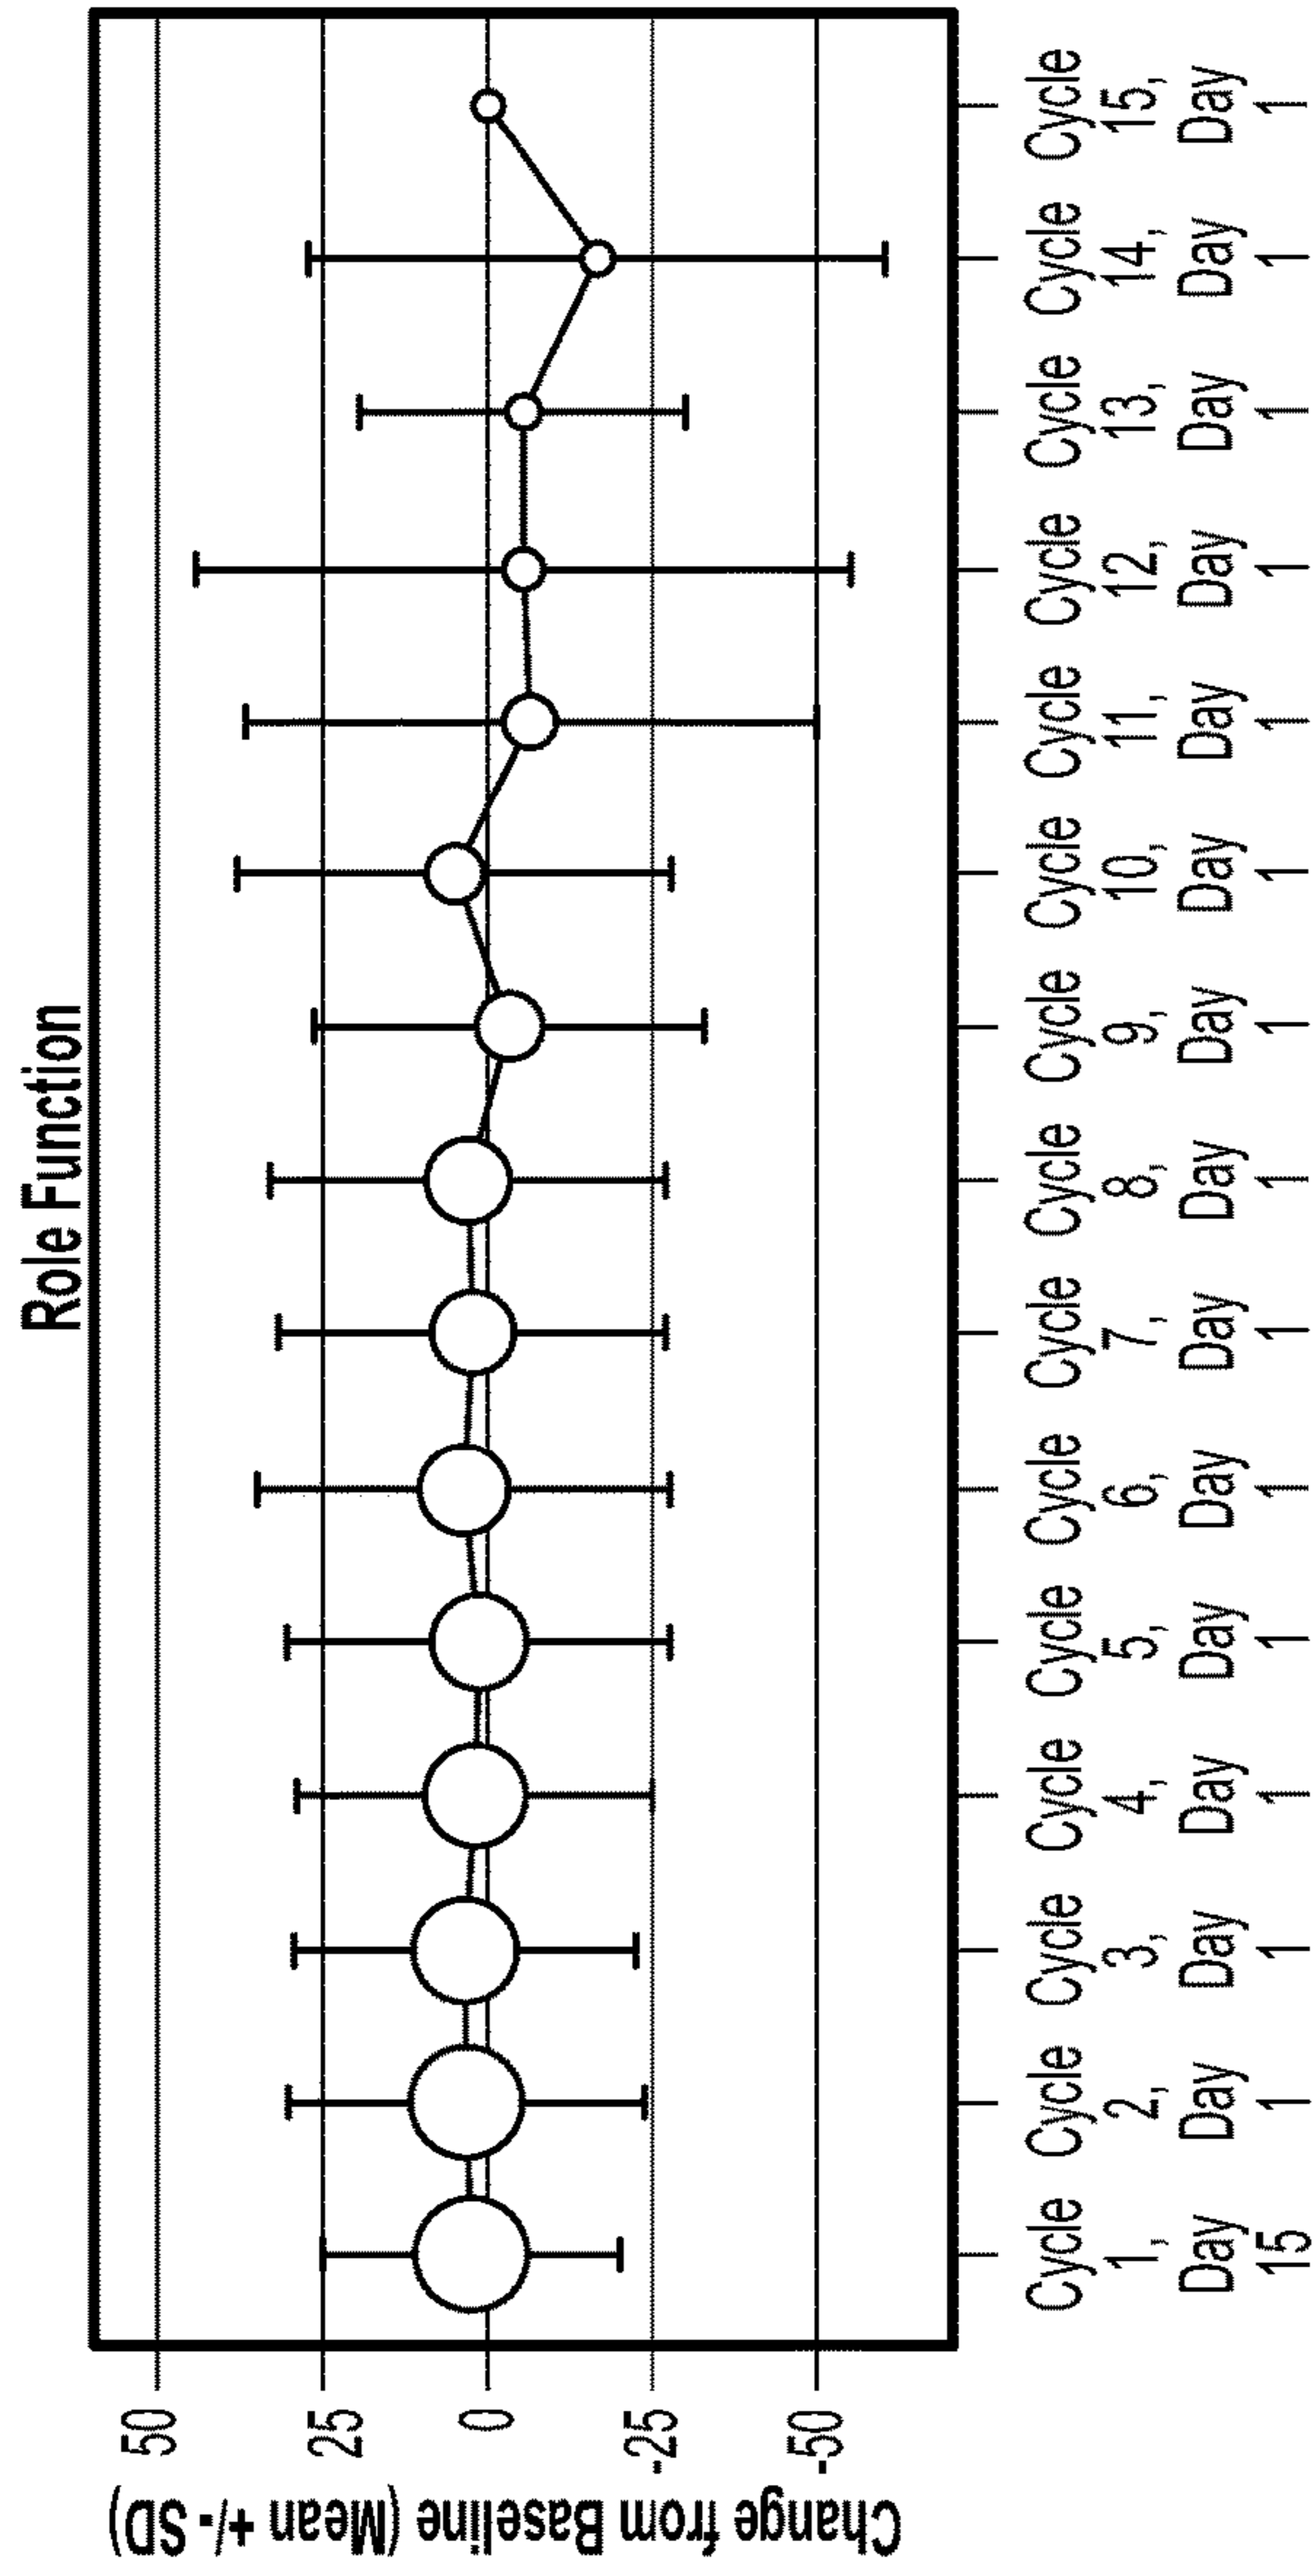 Role Function
Change from Baseline (Mean +/- SD)
50
25
0
-25
-50
Cycle
1,
Day
15
Cycle
2,
Day
1
Cycle
3,
Day
1
Cycle
4,
Day
1
Cycle
5,
Day
1
Cycle
6,
Day
1
Cycle
7,
Day
1
Cycle
8,
Day
1
Cycle
9,
Day
1
Cycle
10,
Day
1
Cycle
11,
Day
1
Cycle
12,
Day
1
Cycle
13,
Day
1
Cycle
14,
Day
1
Cycle
15,
Day
1